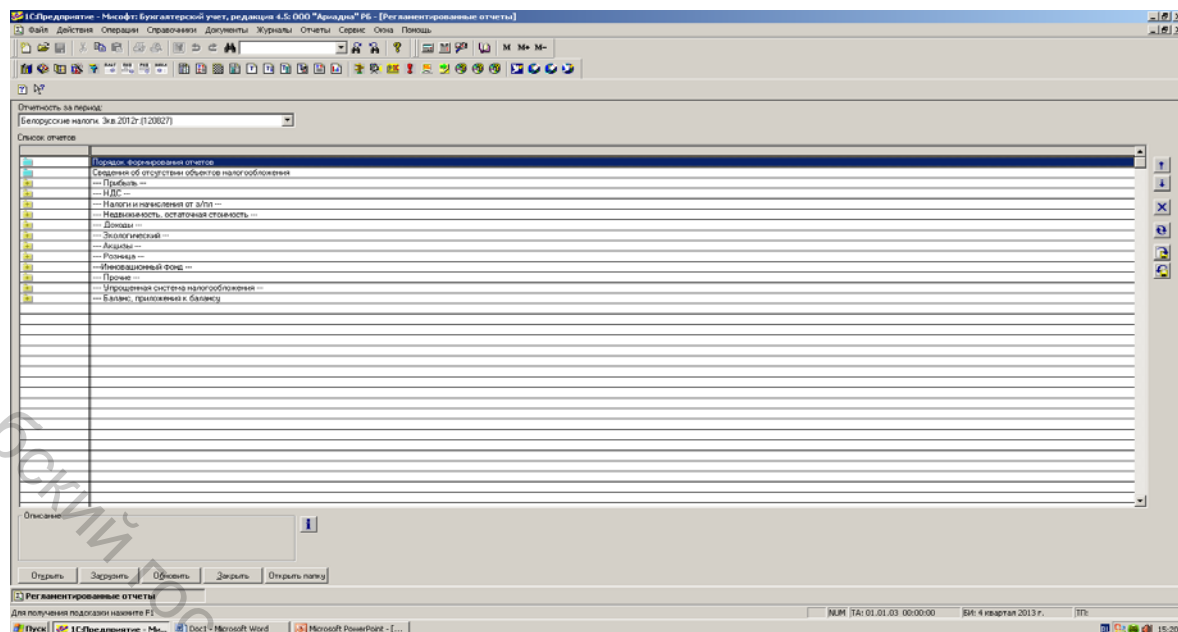 1С:Предприятие - Мисофт: Бухгалтерский учет, редакция 4.5: ООО "Ариадна" РБ - [Регламентированные отчеты]
Файл Действия Операции Справочники Документы Журналы Отчеты Сервис Окна Помощь
M M+ M-
Отчетность за период:
Белорусские налоги. 3кв.2012г.(120827)
Список отчетов
Порядок формирования отчетов
Сведения об отсутствии объектов налогообложения
--- Прибыль ---
--- НДС ---
--- Налоги и начисления от з/пл ---
--- Недвижимость, остаточная стоимость ---
--- Доходы ---
--- Экологический ---
--- Акцизы ---
--- Розница ---
---Инновационный фонд ---
--- Прочие ---
--- Упрощенная система налогообложения ---
--- Баланс, приложения к балансу
Описание
Открыть Загрузить Обновить Закрыть Открыть папку
Регламентированные отчеты
Для получения подсказки нажмите F1 NUM ТА: 01.01.03 00:00:00 БИ: 4 квартал 2013 г. ТП:
Пуск 1С:Предприятие - Ми... Doc1 - Microsoft Word Microsoft PowerPoint - [... 15:20